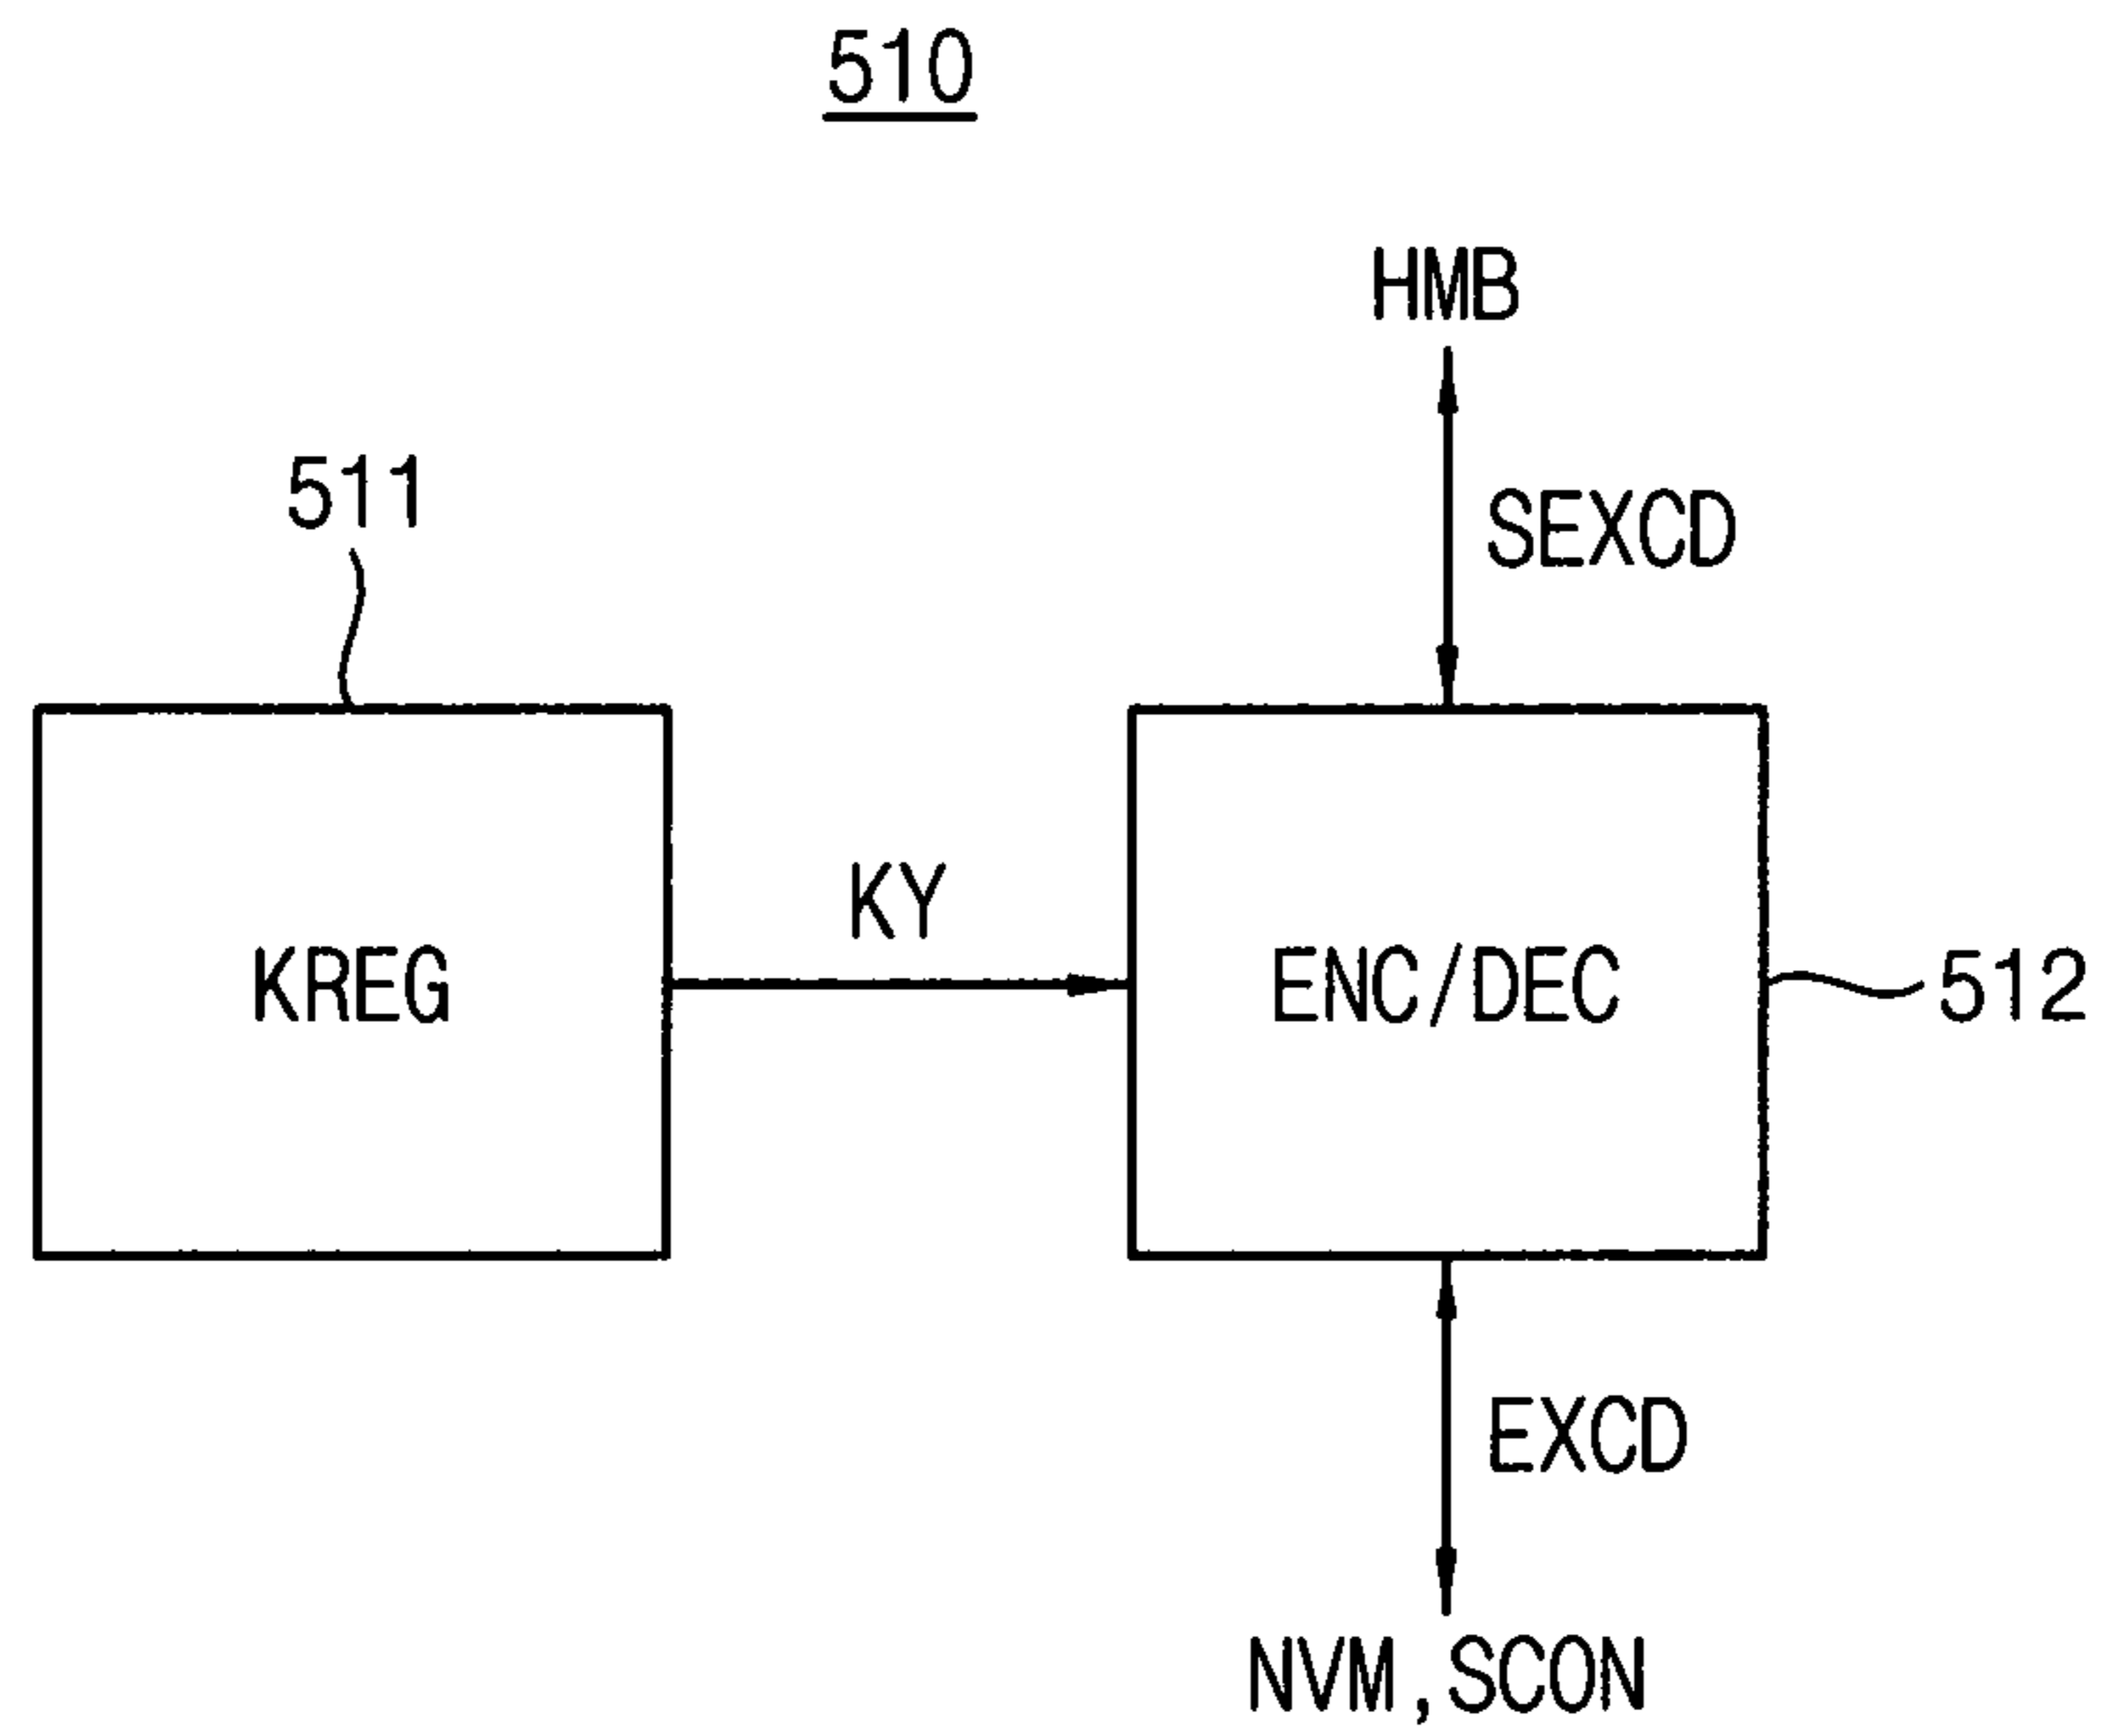 510
HMB
511
SEXCD
KY
KREG
ENC/DEC
512
EXCD
NVM,SCON